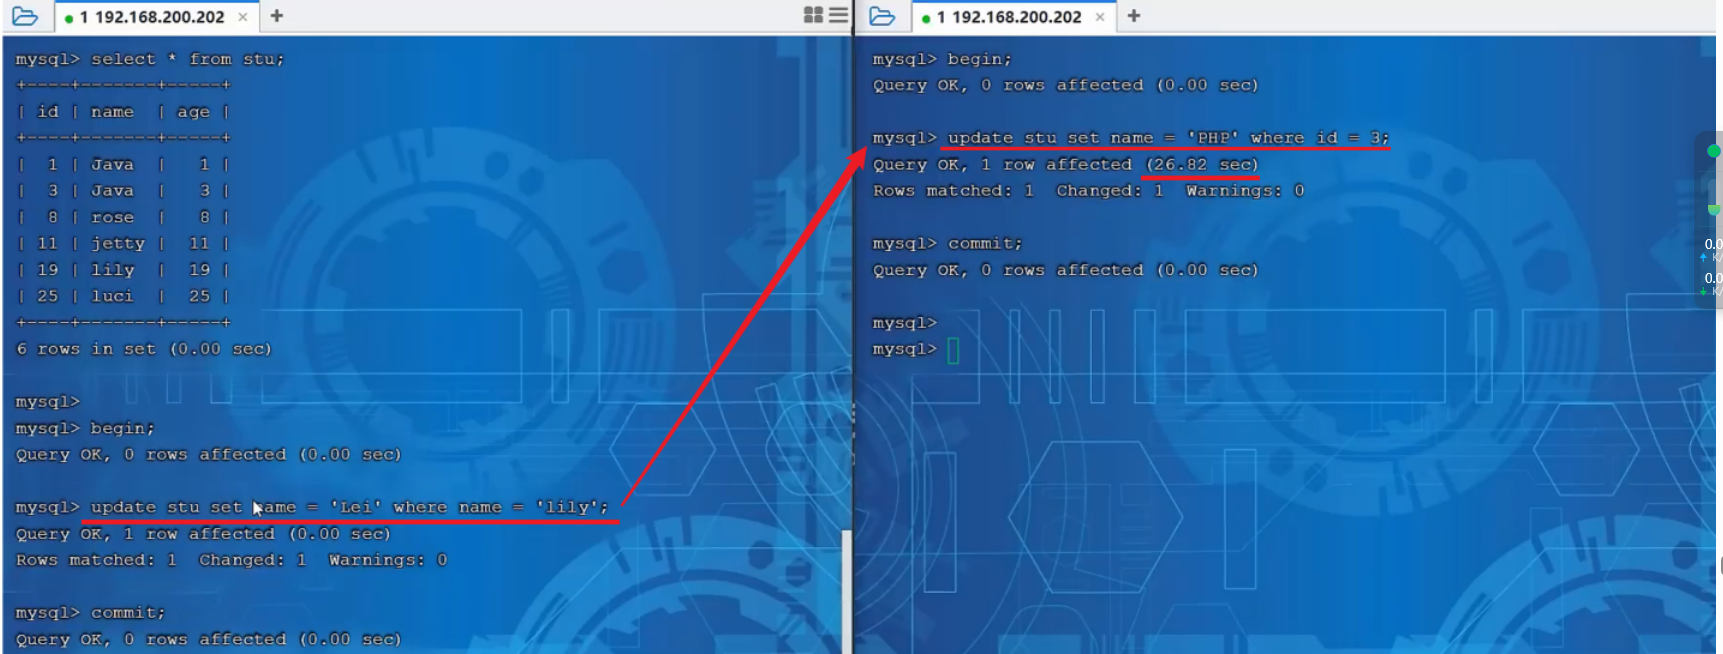 1 192.168.200.202 × +
mysql> select * from stu;
+----+-------+-----+
| id | name  | age |
+----+-------+-----+
|  1 | Java  |   1 |
|  3 | Java  |   3 |
|  8 | rose  |   8 |
| 11 | jetty |  11 |
| 19 | lily  |  19 |
| 25 | luci  |  25 |
+----+-------+-----+
6 rows in set (0.00 sec)
mysql>
mysql> begin;
Query OK, 0 rows affected (0.00 sec)
mysql> update stu set name = 'Lei' where name = 'lily';
Query OK, 1 row affected (0.00 sec)
Rows matched: 1  Changed: 1  Warnings: 0
mysql> commit;
Query OK, 0 rows affected (0.00 sec)
1 192.168.200.202 × +
mysql> begin;
Query OK, 0 rows affected (0.00 sec)
mysql> update stu set name = 'PHP' where id = 3;
Query OK, 1 row affected (26.82 sec)
Rows matched: 1  Changed: 1  Warnings: 0
mysql> commit;
Query OK, 0 rows affected (0.00 sec)
mysql>
mysql>
0.0
K/
0.0
K/